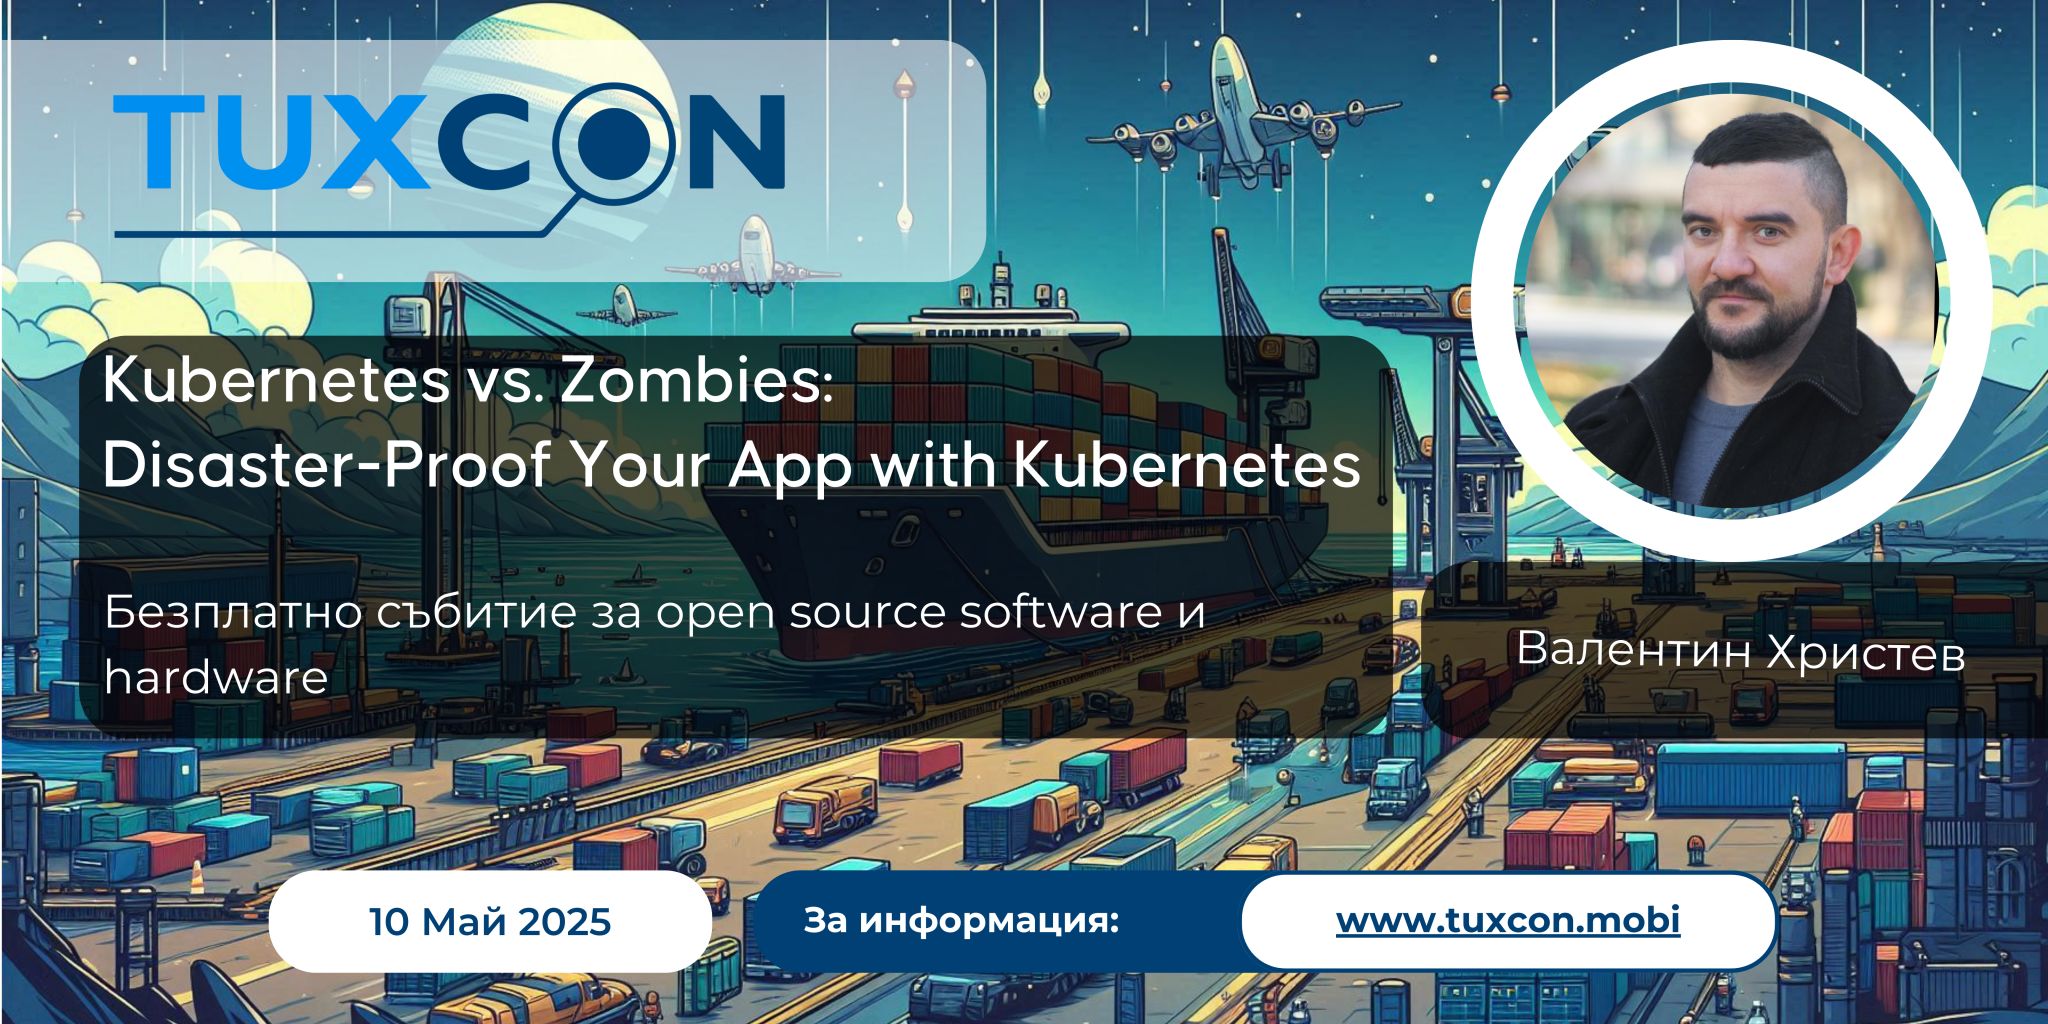 TUXCON
Kubernetes vs. Zombies:
Disaster-Proof Your App with Kubernetes
Безплатно събитие за open source software и
hardware
Валентин Христев
10 Май 2025
За информация:
www.tuxcon.mobi